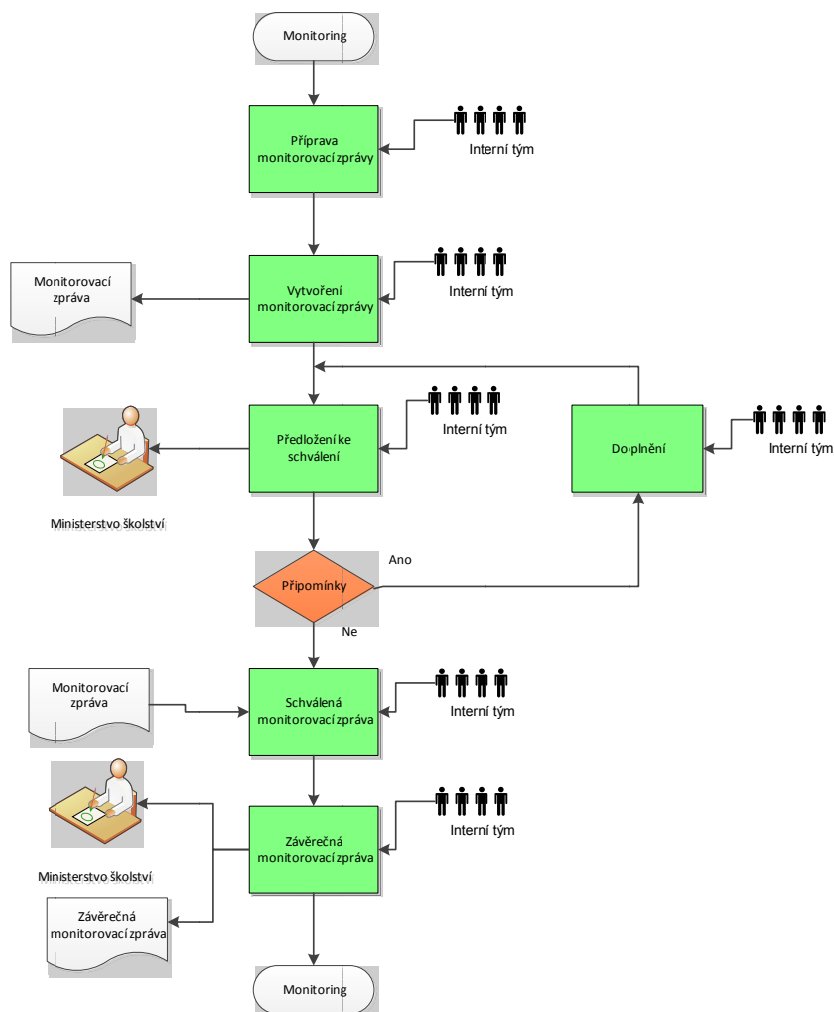 Monitoring
Příprava
monitorovací zprávy
Interní tým
Monitorovací
zpráva
Vytvoření
monitorovací zprávy
Interní tým
Předložení ke
schválení
Interní tým
Doplnění
Interní tým
Ministerstvo školství
Připomínky
Ano
Ne
Monitorovací
zpráva
Schválená
monitorovací zpráva
Interní tým
Závěrečná
monitorovací zpráva
Interní tým
Ministerstvo školství
Závěrečná
monitorovací zpráva
Monitoring